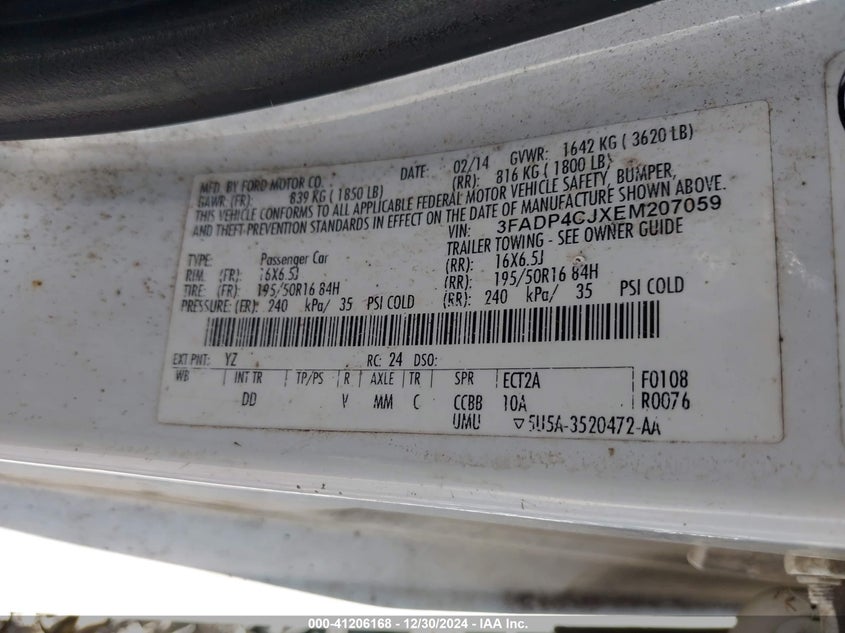 MFD. BY FORD MOTOR CO.
DATE: 02/14 GVWR: 1642 KG ( 3620 LB)
GAWR: (FR): 839 KG ( 1850 LB) (RR): 816 KG ( 1800 LB)
THIS VEHICLE CONFORMS TO ALL APPLICABLE FEDERAL MOTOR VEHICLE SAFETY, BUMPER,
AND THEFT PREVENTION STANDARDS IN EFFECT ON THE DATE OF MANUFACTURE SHOWN ABOVE.
VIN: 3FADP4CJXEM207059
TYPE: Passenger Car TRAILER TOWING - SEE OWNER GUIDE
RIM: (FR): 16X6.5J (RR): 16X6.5J
TIRE: (FR): 195/50R16 84H (RR): 195/50R16 84H
PRESSURE: (FR): 240 kPa/ 35 PSI COLD (RR): 240 kPa/ 35 PSI COLD
EXT PNT: YZ RC: 24 DSO:
WB INT TR TP/PS R AXLE TR SPR ECT2A F0108
DD V MM C CCBB 10A R0076
UMU ▽5U5A-3520472-AA
000-41206168 - 12/30/2024 - IAA Inc.